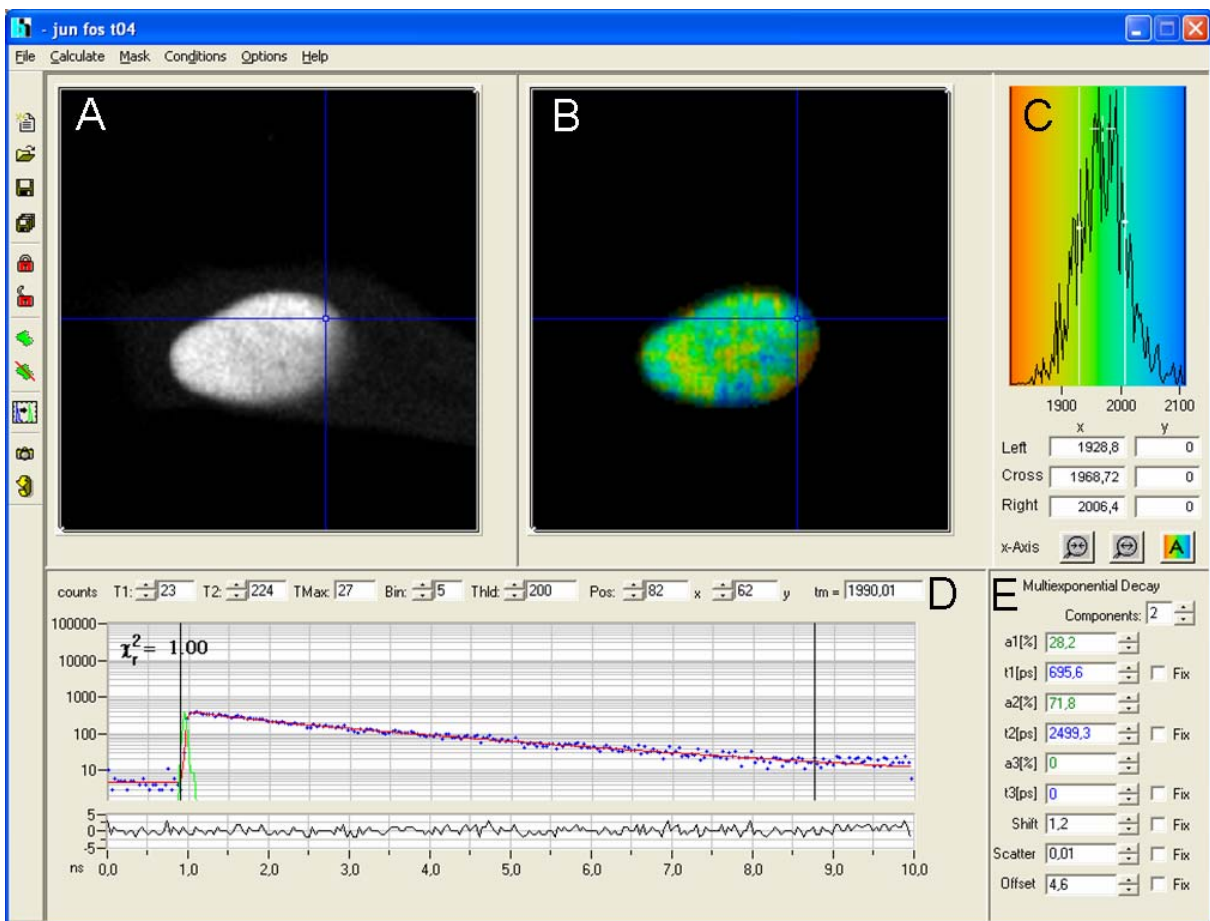 - jun fos t04
File Calculate Mask Conditions Options Help
A
B
C
1900 2000 2100
x y
Left 1928,8 0
Cross 1968,72 0
Right 2006,4 0
x-Axis A
counts T1: 23 T2: 224 TMax: 27 Bin: 5 Thld: 200 Pos: 82 x 62 y tm = 1990,01 D
χr² = 1.00
100000
10000
1000
100
10
5
0
-5
ns 0,0 1,0 2,0 3,0 4,0 5,0 6,0 7,0 8,0 9,0 10,0
E Multiexponential Decay
Components: 2
a1[%] 28,2
t1[ps] 695,6 Fix
a2[%] 71,8
t2[ps] 2499,3 Fix
a3[%] 0
t3[ps] 0 Fix
Shift 1,2 Fix
Scatter 0,01 Fix
Offset 4,6 Fix